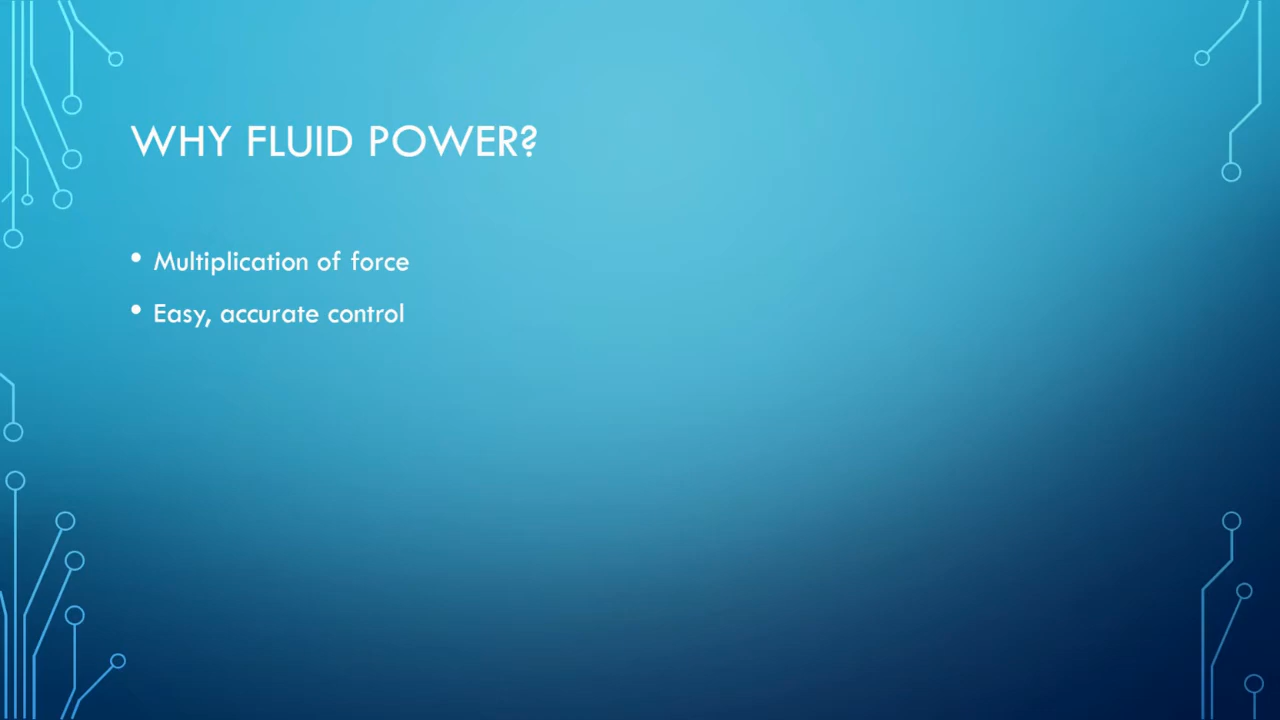 WHY FLUID POWER?
• Multiplication of force
• Easy, accurate control